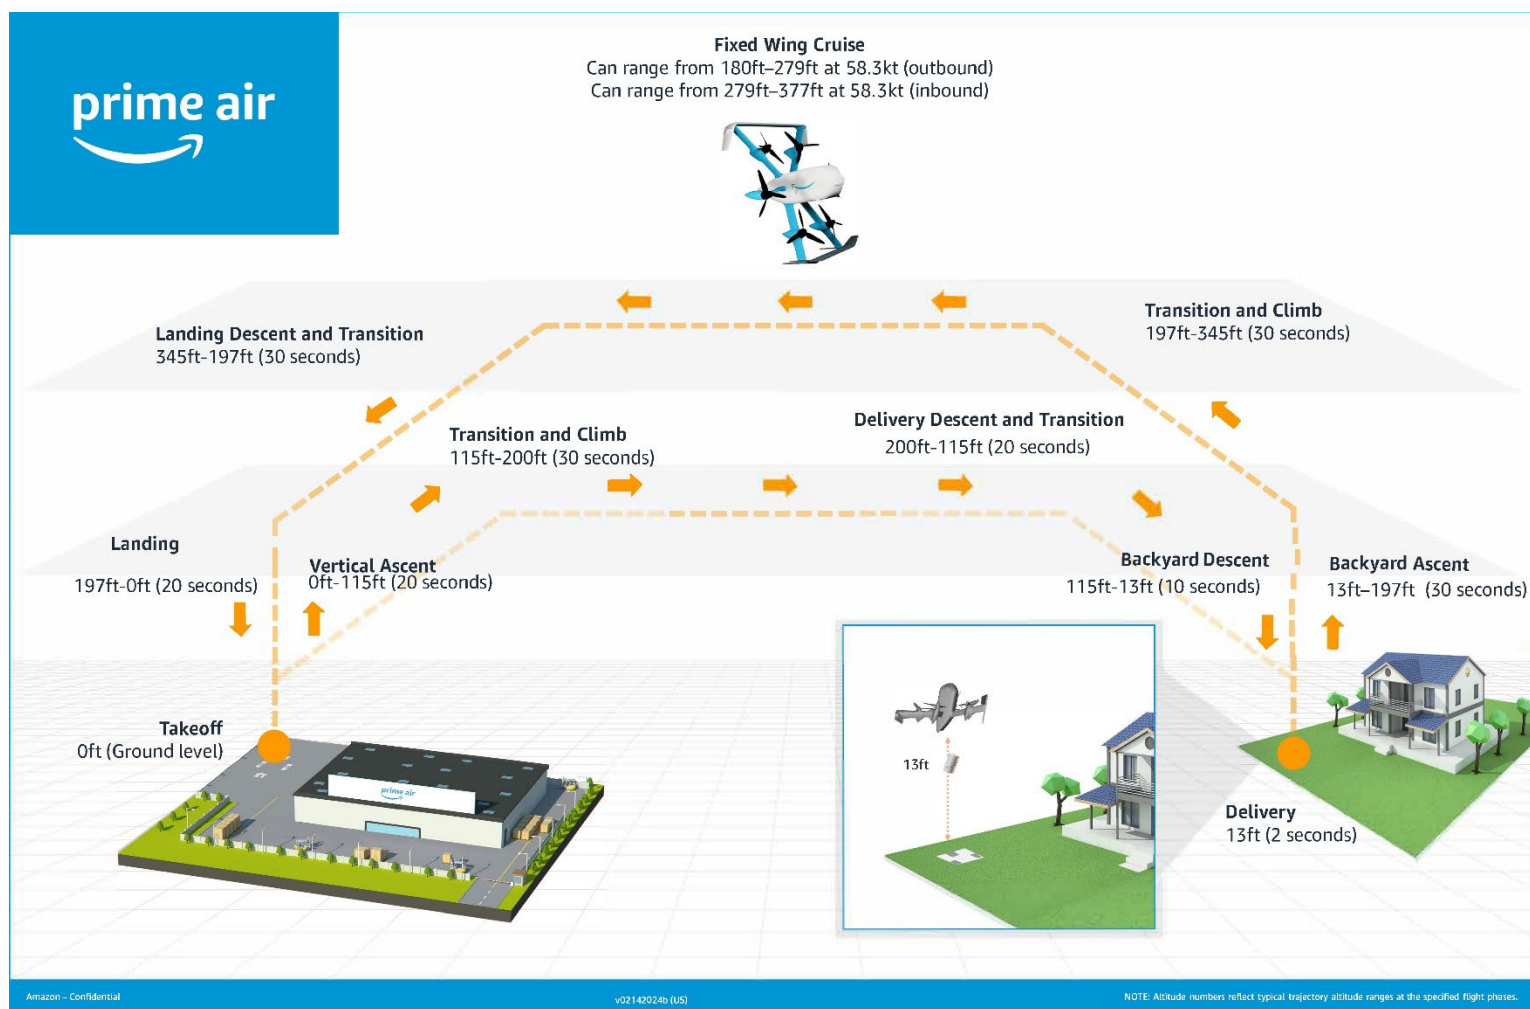 prime air
Fixed Wing Cruise
Can range from 180ft–279ft at 58.3kt (outbound)
Can range from 279ft–377ft at 58.3kt (inbound)
Landing Descent and Transition
345ft-197ft (30 seconds)
Transition and Climb
197ft-345ft (30 seconds)
Transition and Climb
115ft-200ft (30 seconds)
Delivery Descent and Transition
200ft-115ft (20 seconds)
Landing
197ft-0ft (20 seconds)
Vertical Ascent
0ft-115ft (20 seconds)
Backyard Descent
115ft-13ft (10 seconds)
Backyard Ascent
13ft–197ft (30 seconds)
Takeoff
0ft (Ground level)
prime air
13ft
Delivery
13ft (2 seconds)
Amazon – Confidential
v02142024b (US)
NOTE: Altitude numbers reflect typical trajectory altitude ranges at the specified flight phases.